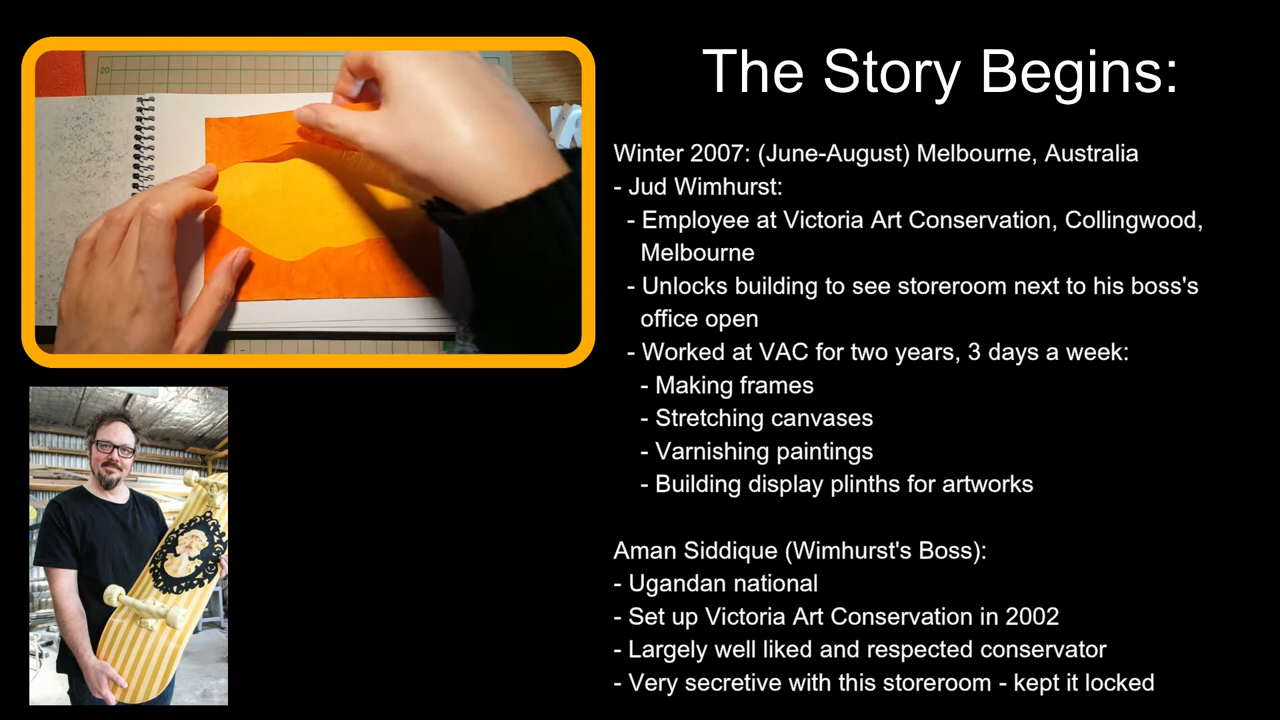 The Story Begins:
Winter 2007: (June-August) Melbourne, Australia
- Jud Wimhurst:
- Employee at Victoria Art Conservation, Collingwood,
Melbourne
- Unlocks building to see storeroom next to his boss's
office open
- Worked at VAC for two years, 3 days a week:
- Making frames
- Stretching canvases
- Varnishing paintings
- Building display plinths for artworks
Aman Siddique (Wimhurst's Boss):
- Ugandan national
- Set up Victoria Art Conservation in 2002
- Largely well liked and respected conservator
- Very secretive with this storeroom - kept it locked
20